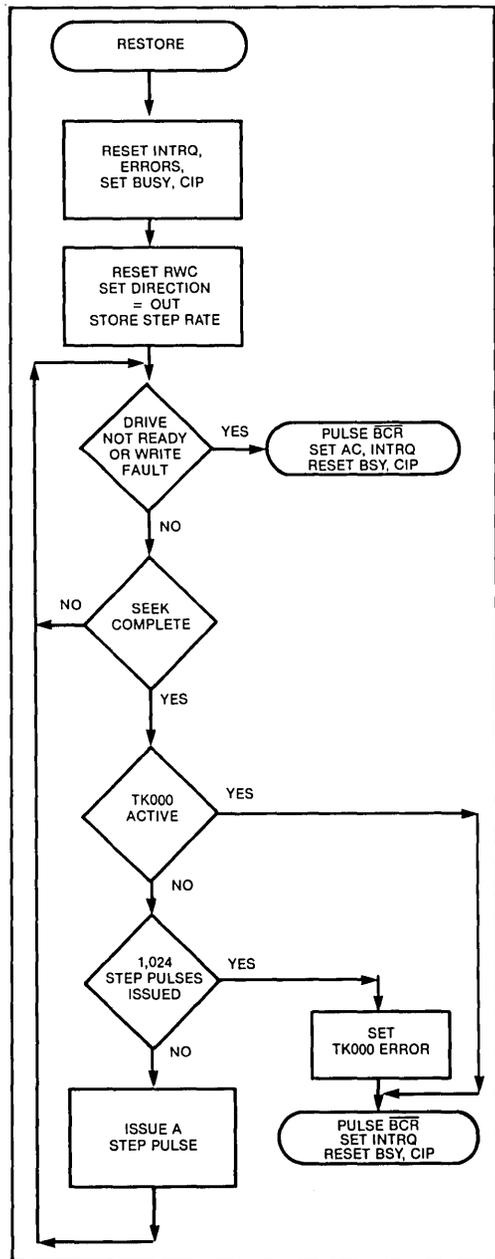 RESTORE
RESET INTRQ,
ERRORS,
SET BUSY, CIP
RESET RWC
SET DIRECTION
= OUT
STORE STEP RATE
DRIVE
NOT READY
OR WRITE
FAULT
YES
PULSE BCR
SET AC, INTRQ
RESET BSY, CIP
NO
SEEK
COMPLETE
NO
YES
TK000
ACTIVE
YES
NO
1,024
STEP PULSES
ISSUED
YES
SET
TK000 ERROR
NO
ISSUE A
STEP PULSE
PULSE BCR
SET INTRQ
RESET BSY, CIP